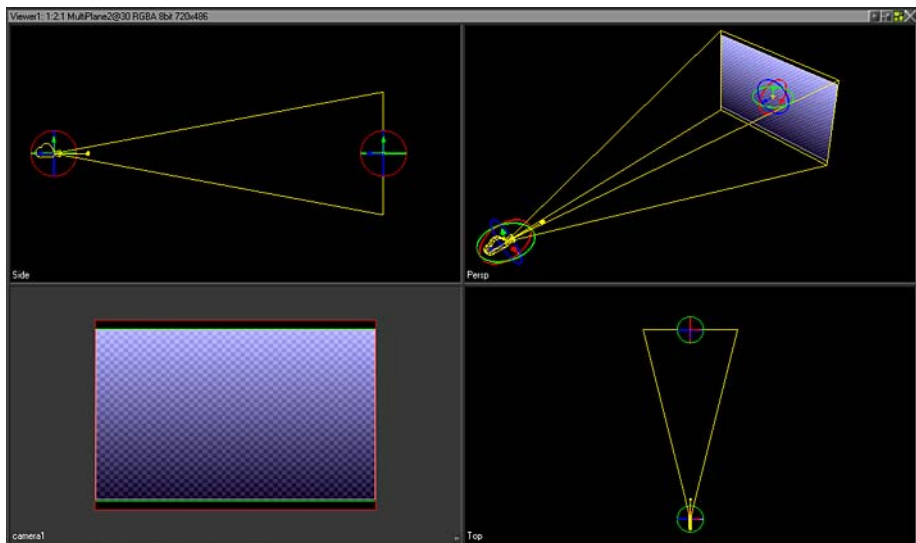 Viewer1: 1:2.1 MultiPlane2@30 RGBA 8bit 720x486
Side
Persp
camera1
Top